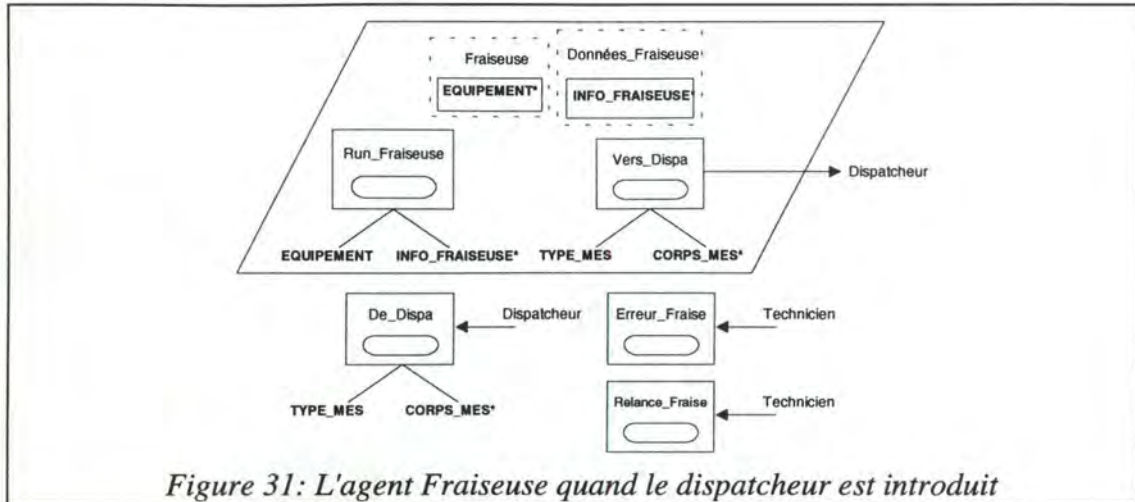 Fraiseuse
Données_Fraiseuse
EQUIPEMENT*
INFO_FRAISEUSE*
Run_Fraiseuse
Vers_Dispa
Dispatcheur
EQUIPEMENT INFO_FRAISEUSE* TYPE_MES CORPS_MES*
De_Dispa
Dispatcheur
Erreur_Fraise
Technicien
TYPE_MES CORPS_MES*
Relance_Fraise
Technicien
Figure 31: L'agent Fraiseuse quand le dispatcheur est introduit